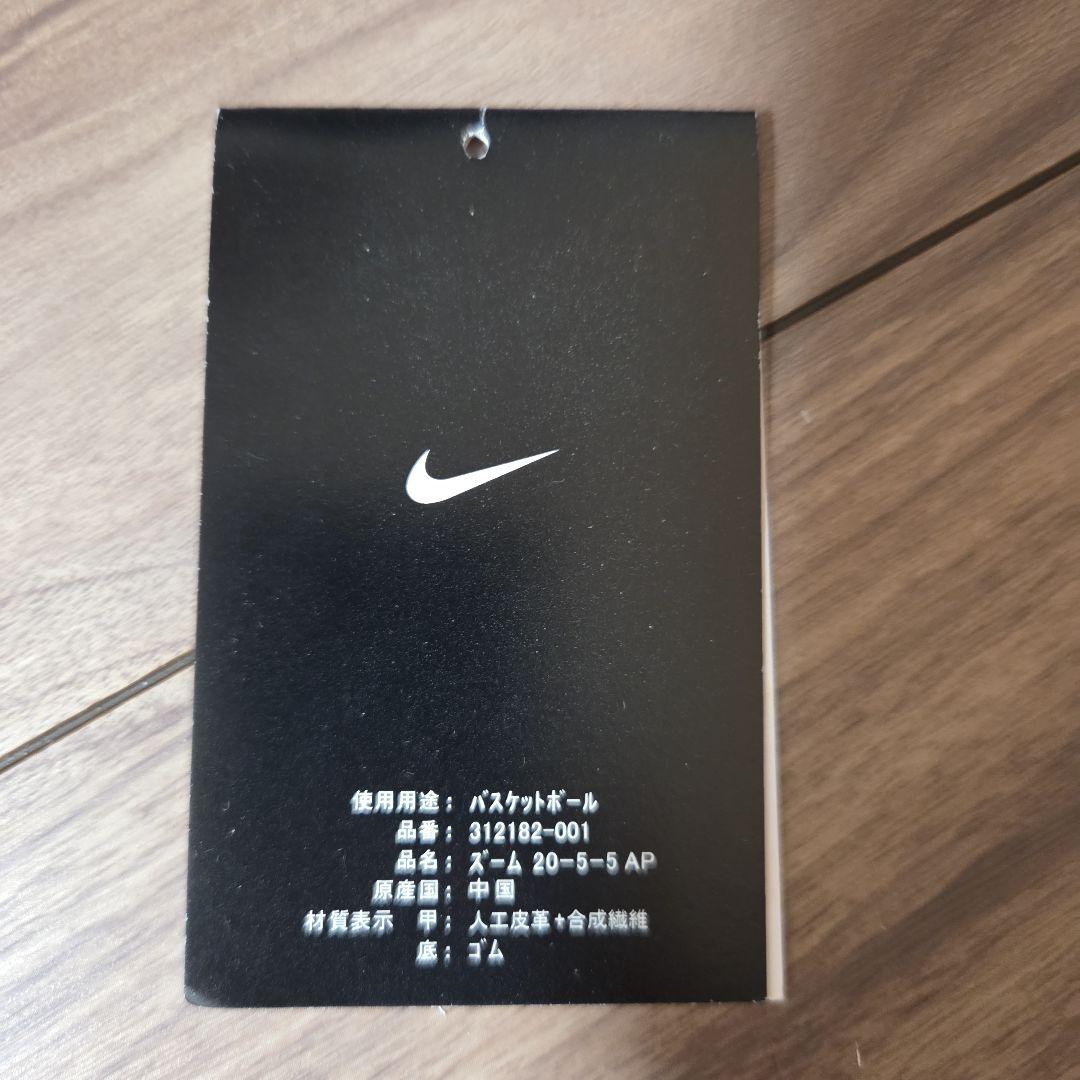 使用用途： バスケットボール
品番： 312182-001
品名： ズーム 20-5-5 AP
原産国： 中国
材質表示　甲： 人工皮革+合成繊維
底： ゴム